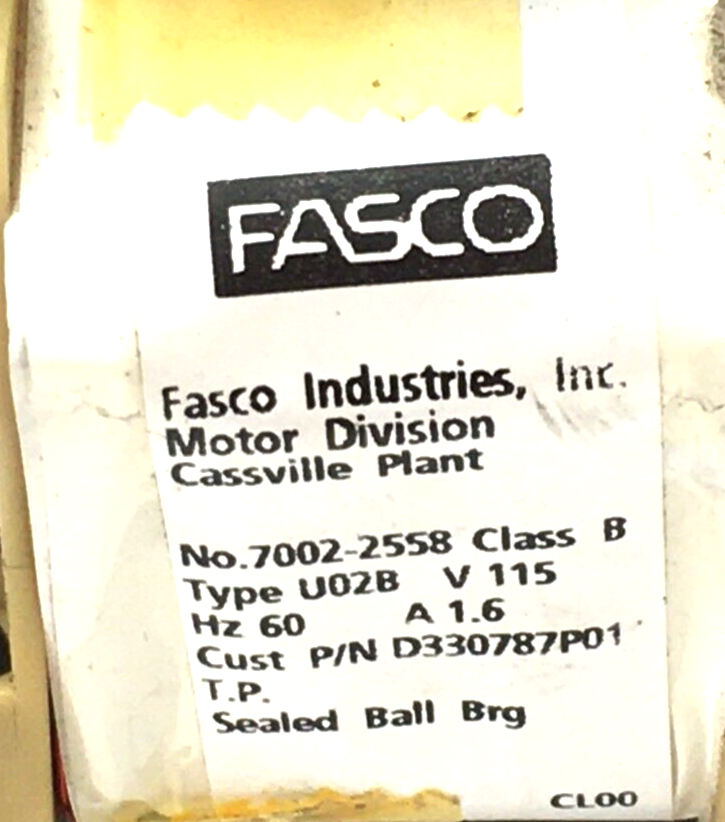 FASCO
Fasco Industries, Inc.
Motor Division
Cassville Plant
No.7002-2558 Class B
Type U02B V 115
Hz 60 A 1.6
Cust P/N D330787P01
T.P.
Sealed Ball Brg
CL00